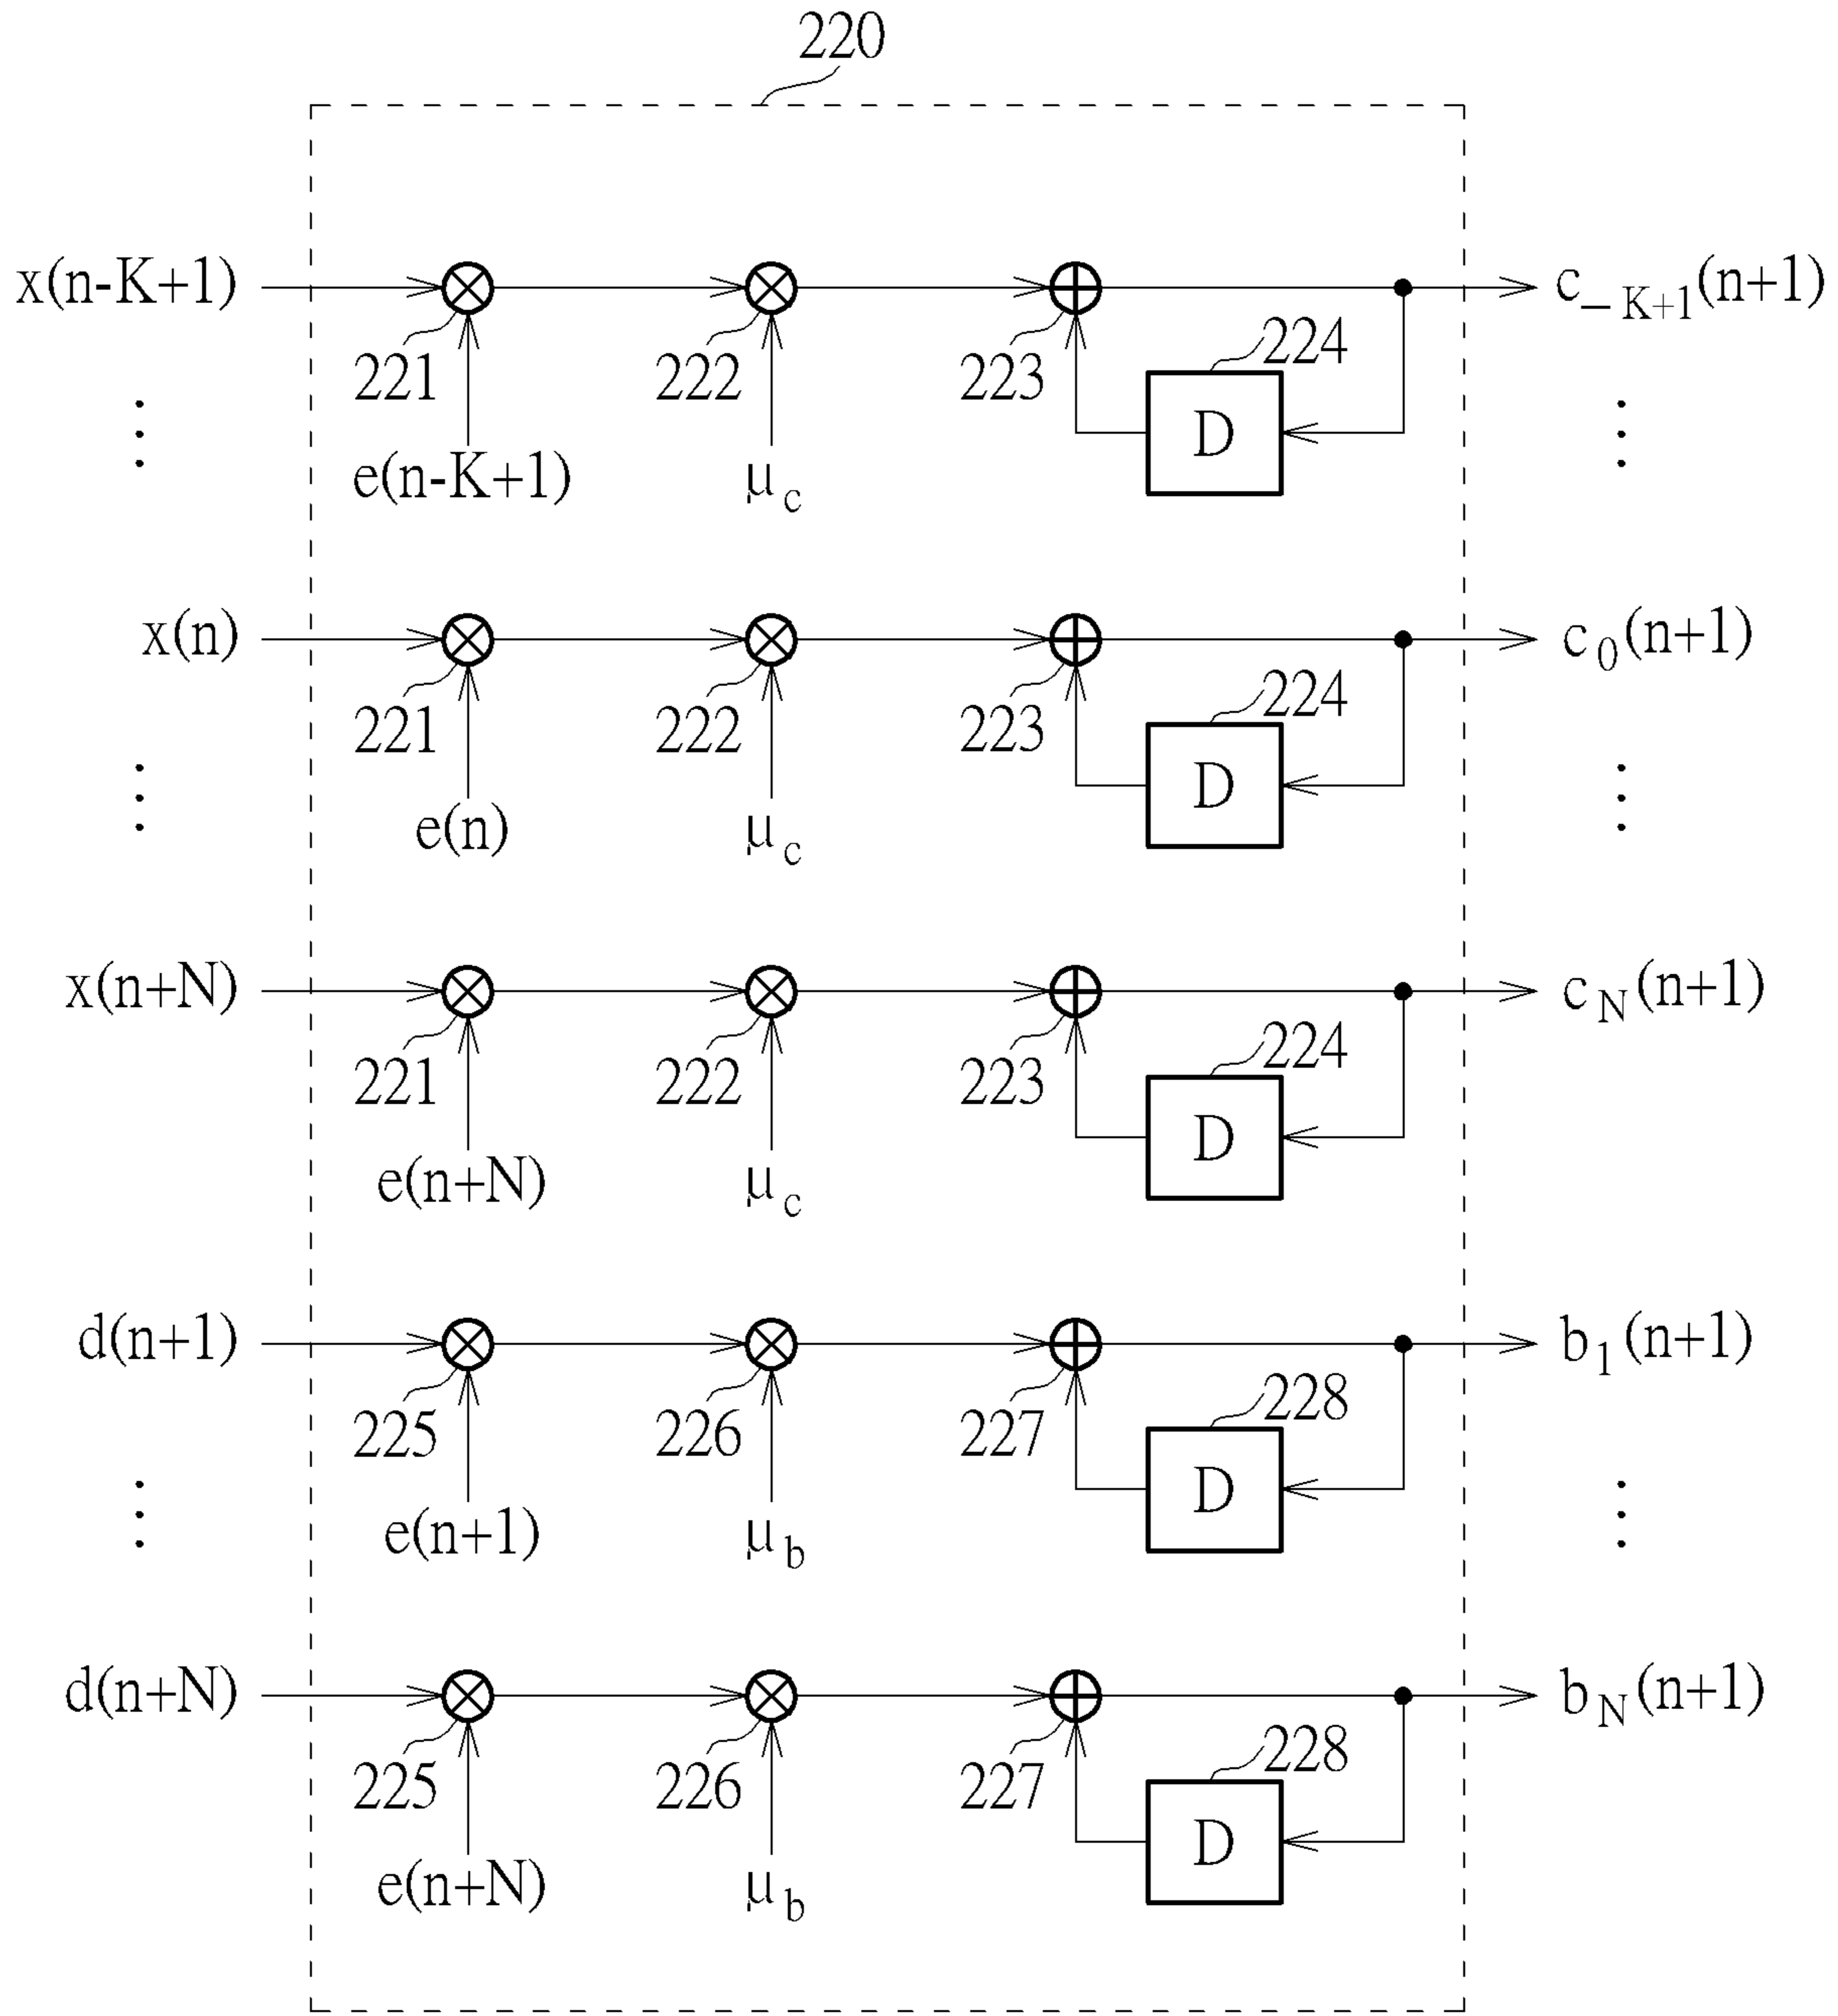 220
x(n-K+1)
c_-K+1(n+1)
221
222
223
224
D
e(n-K+1)
μc
x(n)
c0(n+1)
221
222
223
224
D
e(n)
μc
x(n+N)
cN(n+1)
221
222
223
224
D
e(n+N)
μc
d(n+1)
b1(n+1)
225
226
227
228
D
e(n+1)
μb
d(n+N)
bN(n+1)
225
226
227
228
D
e(n+N)
μb